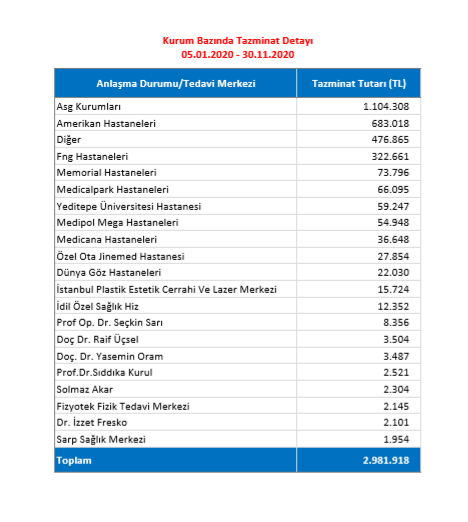 Kurum Bazında Tazminat Detayı
05.01.2020 - 30.11.2020
Anlaşma Durumu/Tedavi Merkezi Tazminat Tutarı (TL)
Asg Kurumları 1.104.308
Amerikan Hastaneleri 683.018
Diğer 476.865
Fng Hastaneleri 322.661
Memorial Hastaneleri 73.796
Medicalpark Hastaneleri 66.095
Yeditepe Üniversitesi Hastanesi 59.247
Medipol Mega Hastaneleri 54.948
Medicana Hastaneleri 36.648
Özel Ota Jinemed Hastanesi 27.854
Dünya Göz Hastaneleri 22.030
İstanbul Plastik Estetik Cerrahi Ve Lazer Merkezi 15.724
İdil Özel Sağlık Hiz 12.352
Prof Op. Dr. Seçkin Sarı 8.356
Doç Dr. Raif Üçsel 3.504
Doç. Dr. Yasemin Oram 3.487
Prof.Dr.Sıddıka Kurul 2.521
Solmaz Akar 2.304
Fizyotek Fizik Tedavi Merkezi 2.145
Dr. İzzet Fresko 2.101
Sarp Sağlık Merkezi 1.954
Toplam 2.981.918